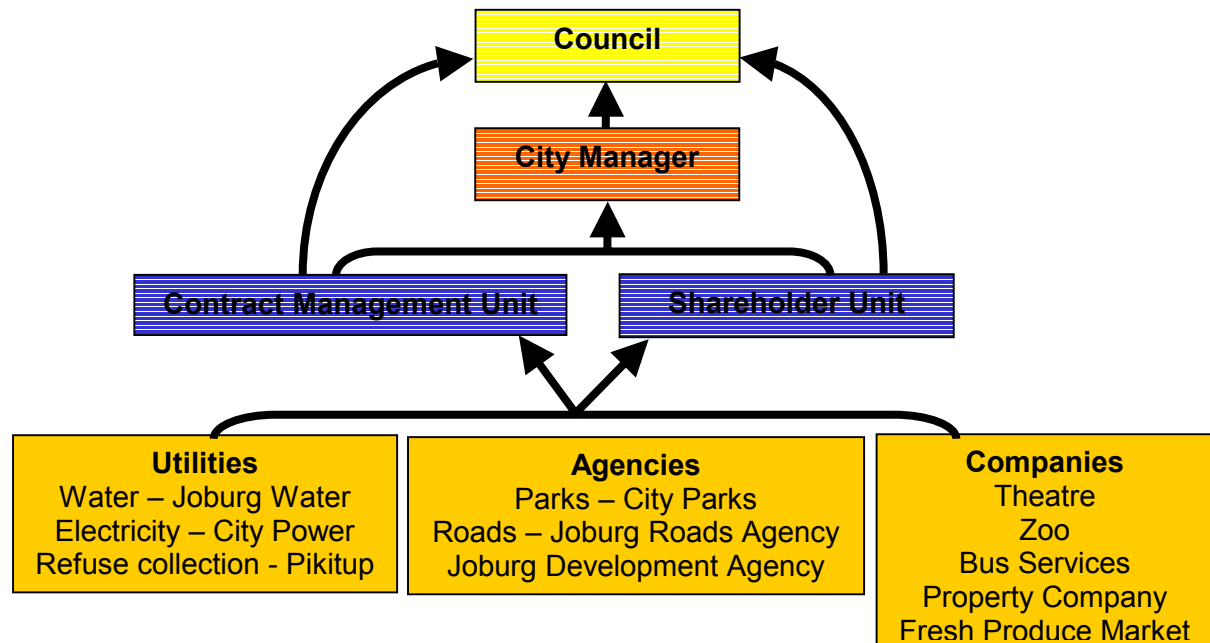 Council
City Manager
Contract Management Unit
Shareholder Unit
Utilities
Water – Joburg Water
Electricity – City Power
Refuse collection - Pikitup
Agencies
Parks – City Parks
Roads – Joburg Roads Agency
Joburg Development Agency
Companies
Theatre
Zoo
Bus Services
Property Company
Fresh Produce Market